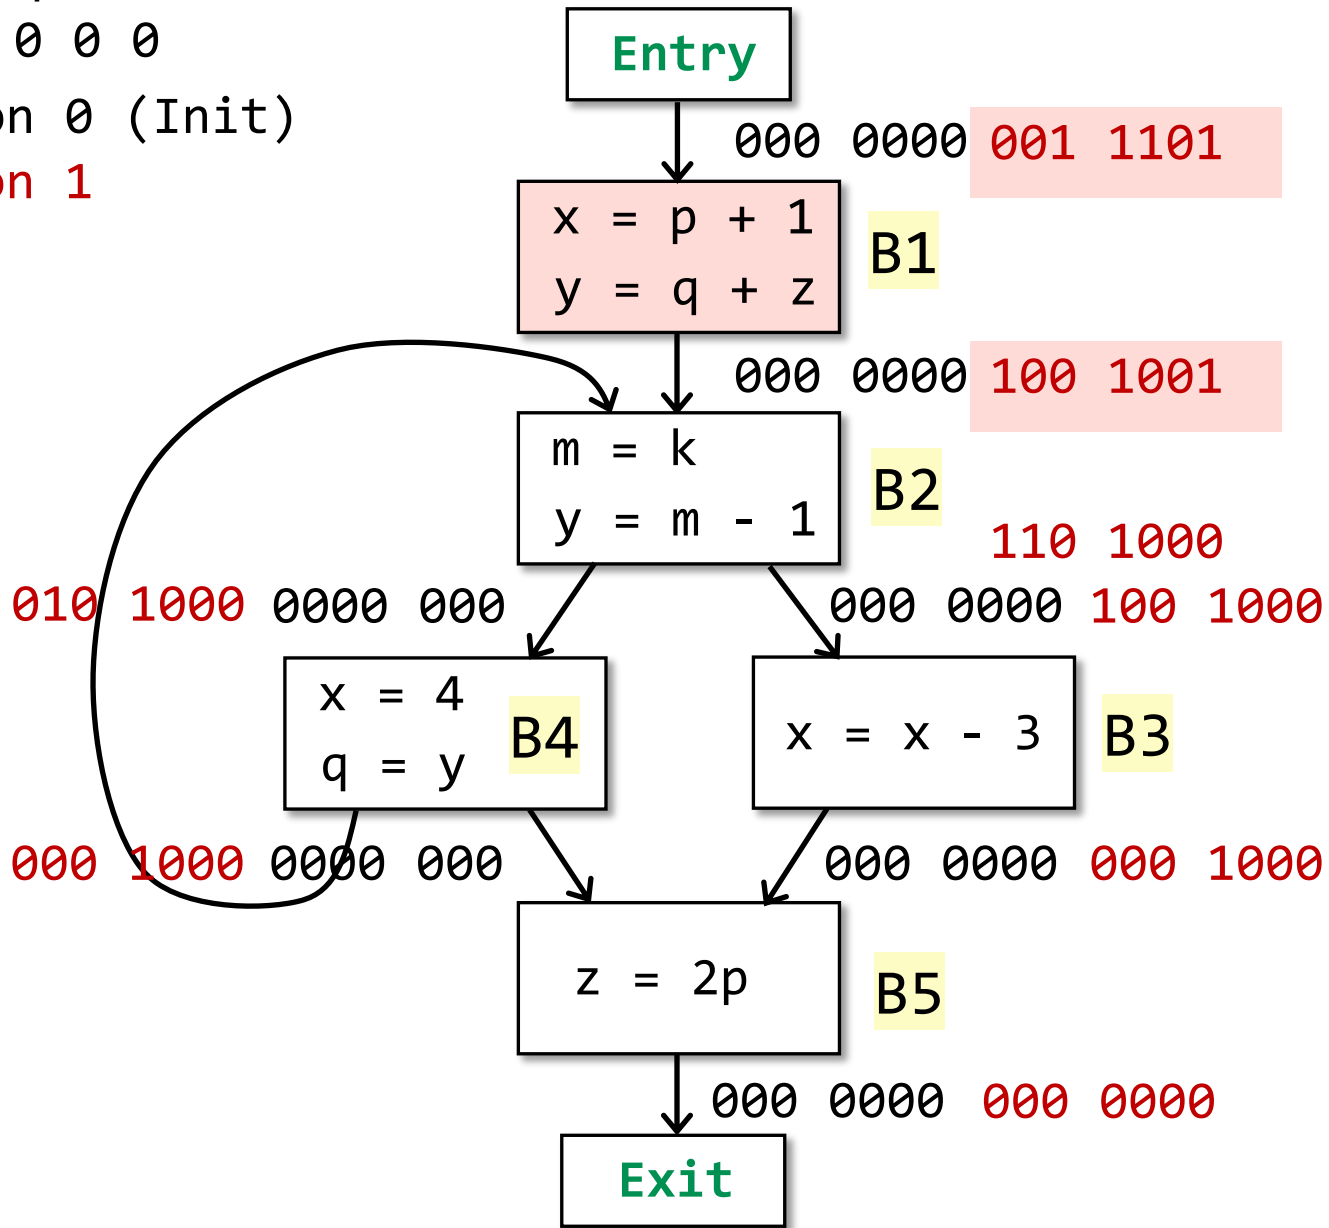 0 0 0
Entry
on 0 (Init)
000 0000 001 1101
on 1
x = p + 1
B1
y = q + z
000 0000 100 1001
m = k
B2
y = m - 1
110 1000
010 1000 0000 000
000 0000 100 1000
x = 4
B4
q = y
x = x - 3
B3
000 1000 0000 000
000 0000 000 1000
z = 2p
B5
000 0000 000 0000
Exit